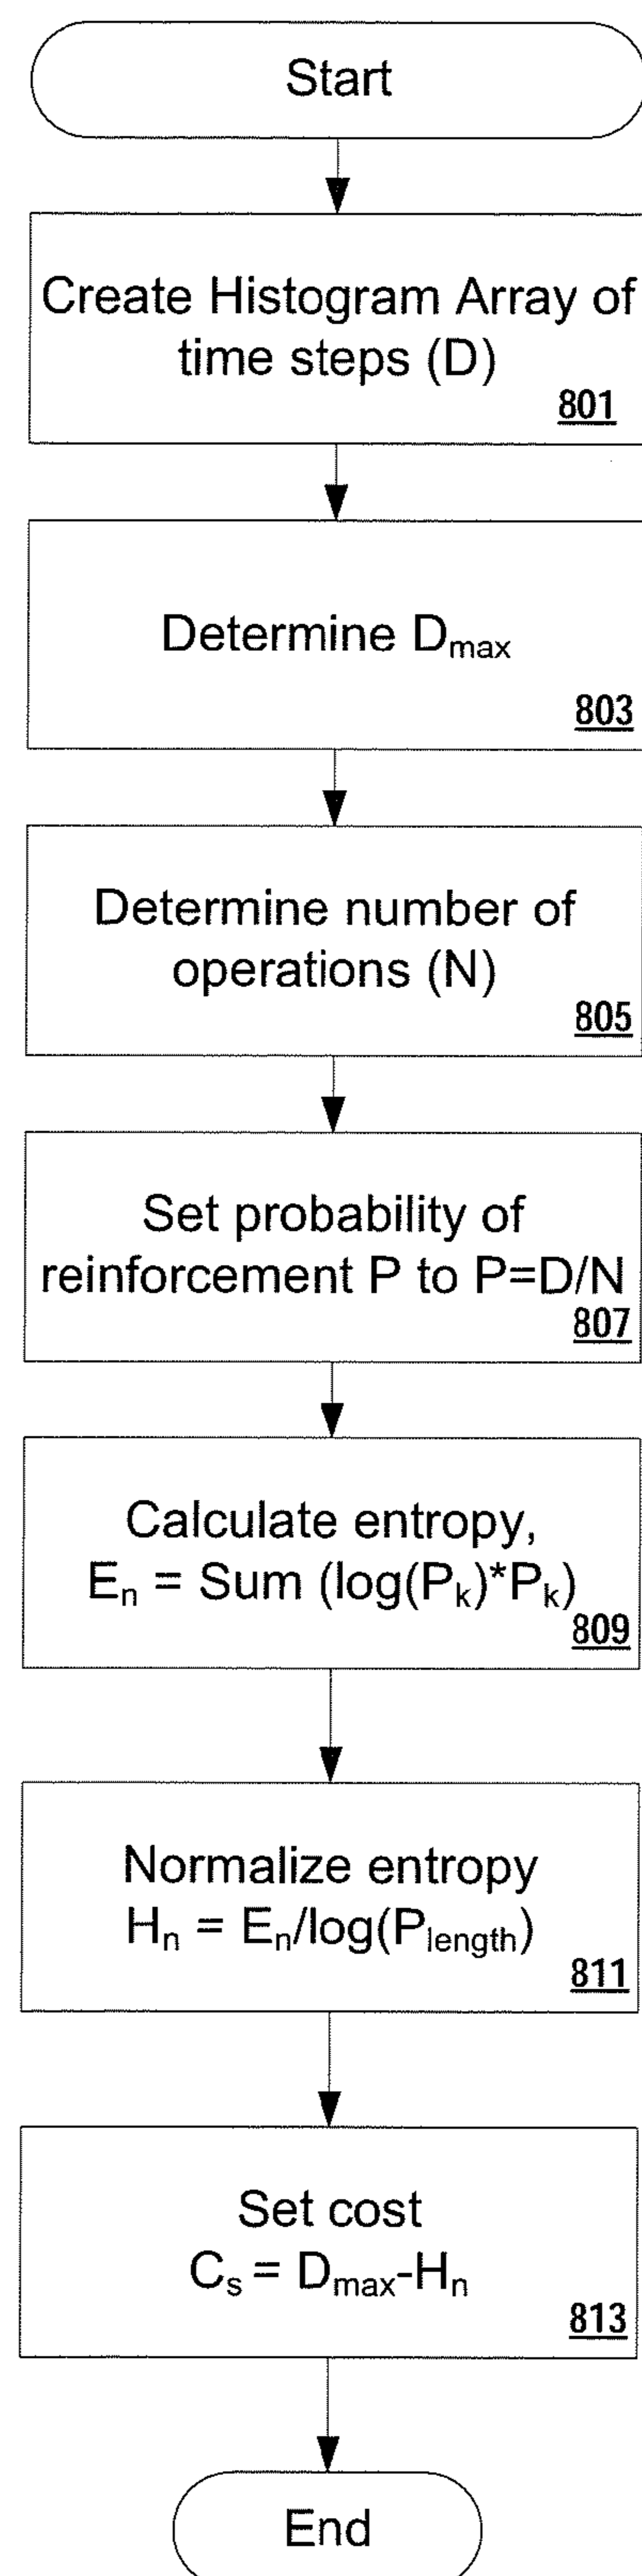 Start
Create Histogram Array of
time steps (D)
801
Determine Dmax
803
Determine number of
operations (N)
805
Set probability of
reinforcement P to P=D/N
807
Calculate entropy,
En = Sum (log(Pk)*Pk)
809
Normalize entropy
Hn = En/log(Plength)
811
Set cost
Cs = Dmax-Hn
813
End